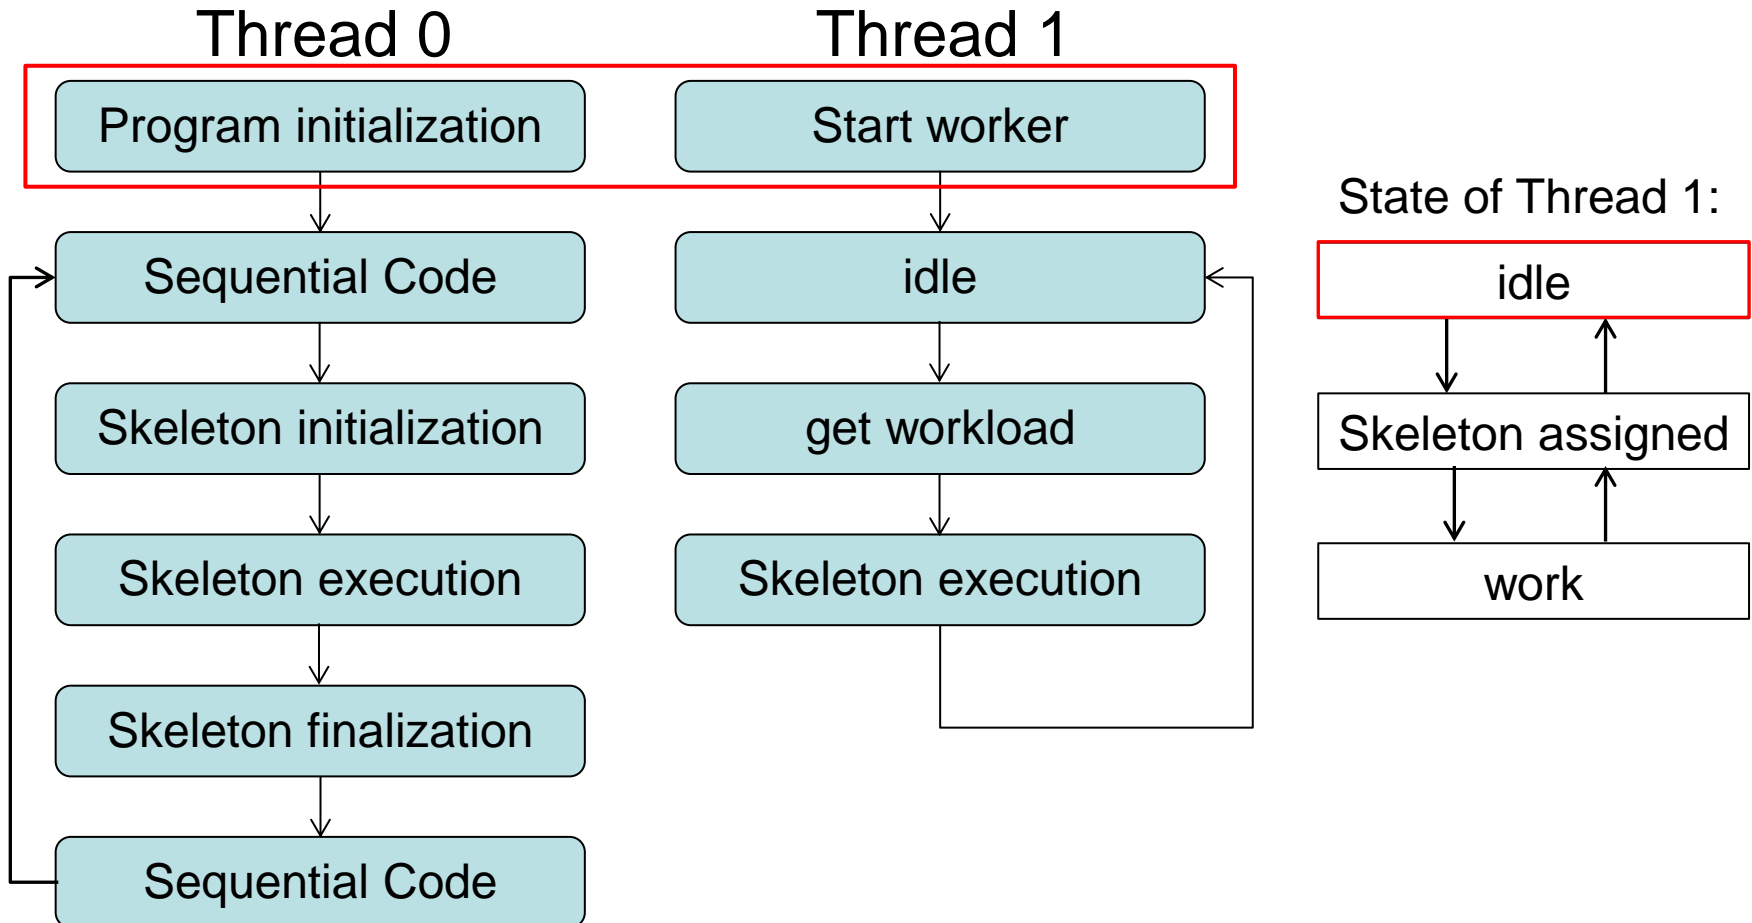 Thread 0
Thread 1
Program initialization
Start worker
State of Thread 1:
Sequential Code
idle
idle
Skeleton initialization
get workload
Skeleton assigned
Skeleton execution
Skeleton execution
work
Skeleton finalization
Sequential Code